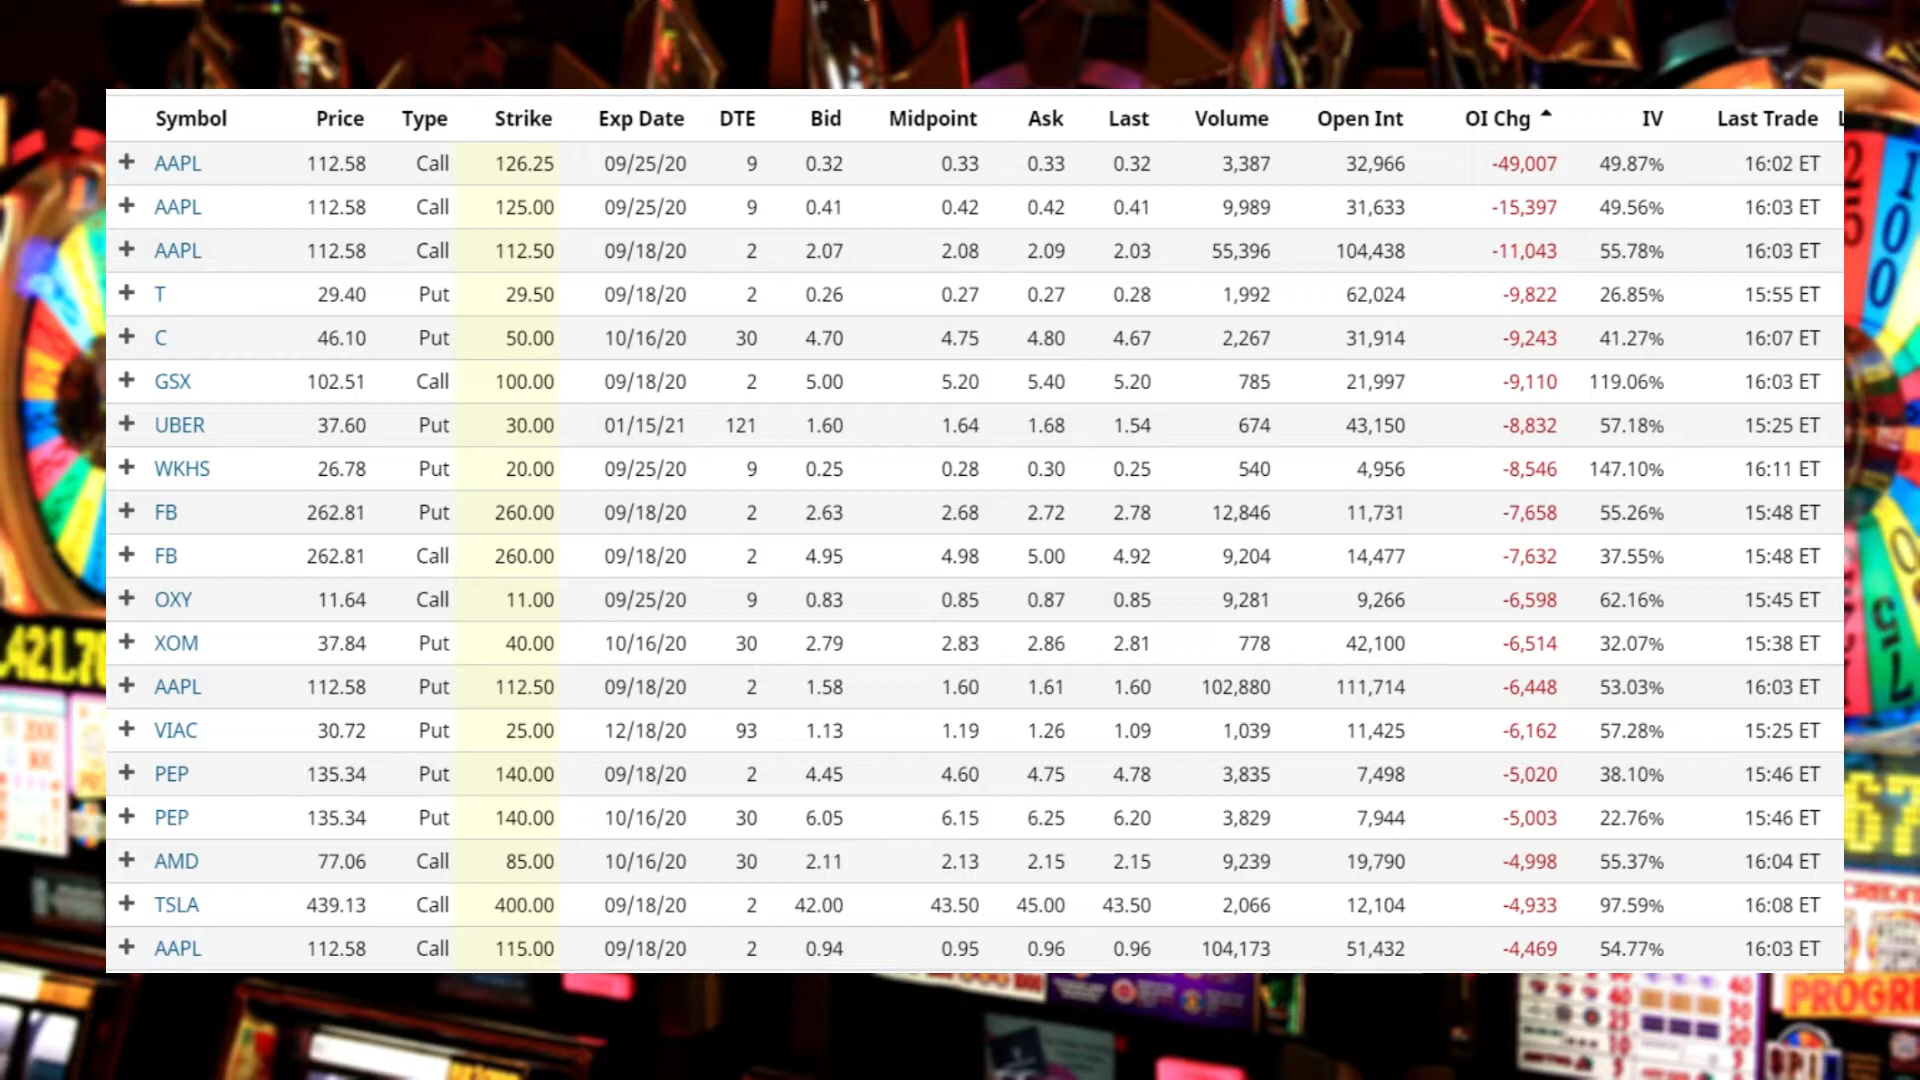 Symbol Price Type Strike Exp Date DTE Bid Midpoint Ask Last Volume Open Int OI Chg IV Last Trade
+ AAPL 112.58 Call 126.25 09/25/20 9 0.32 0.33 0.33 0.32 3,387 32,966 -49,007 49.87% 16:02 ET
+ AAPL 112.58 Call 125.00 09/25/20 9 0.41 0.42 0.42 0.41 9,989 31,633 -15,397 49.56% 16:03 ET
+ AAPL 112.58 Call 112.50 09/18/20 2 2.07 2.08 2.09 2.03 55,396 104,438 -11,043 55.78% 16:03 ET
+ T 29.40 Put 29.50 09/18/20 2 0.26 0.27 0.27 0.28 1,992 62,024 -9,822 26.85% 15:55 ET
+ C 46.10 Put 50.00 10/16/20 30 4.70 4.75 4.80 4.67 2,267 31,914 -9,243 41.27% 16:07 ET
+ GSX 102.51 Call 100.00 09/18/20 2 5.00 5.20 5.40 5.20 785 21,997 -9,110 119.06% 16:03 ET
+ UBER 37.60 Put 30.00 01/15/21 121 1.60 1.64 1.68 1.54 674 43,150 -8,832 57.18% 15:25 ET
+ WKHS 26.78 Put 20.00 09/25/20 9 0.25 0.28 0.30 0.25 540 4,956 -8,546 147.10% 16:11 ET
+ FB 262.81 Put 260.00 09/18/20 2 2.63 2.68 2.72 2.78 12,846 11,731 -7,658 55.26% 15:48 ET
+ FB 262.81 Call 260.00 09/18/20 2 4.95 4.98 5.00 4.92 9,204 14,477 -7,632 37.55% 15:48 ET
+ OXY 11.64 Call 11.00 09/25/20 9 0.83 0.85 0.87 0.85 9,281 9,266 -6,598 62.16% 15:45 ET
+ XOM 37.84 Put 40.00 10/16/20 30 2.79 2.83 2.86 2.81 778 42,100 -6,514 32.07% 15:38 ET
+ AAPL 112.58 Put 112.50 09/18/20 2 1.58 1.60 1.61 1.60 102,880 111,714 -6,448 53.03% 16:03 ET
+ VIAC 30.72 Put 25.00 12/18/20 93 1.13 1.19 1.26 1.09 1,039 11,425 -6,162 57.28% 15:25 ET
+ PEP 135.34 Put 140.00 09/18/20 2 4.45 4.60 4.75 4.78 3,835 7,498 -5,020 38.10% 15:46 ET
+ PEP 135.34 Put 140.00 10/16/20 30 6.05 6.15 6.25 6.20 3,829 7,944 -5,003 22.76% 15:46 ET
+ AMD 77.06 Call 85.00 10/16/20 30 2.11 2.13 2.15 2.15 9,239 19,790 -4,998 55.37% 16:04 ET
+ TSLA 439.13 Call 400.00 09/18/20 2 42.00 43.50 45.00 43.50 2,066 12,104 -4,933 97.59% 16:08 ET
+ AAPL 112.58 Call 115.00 09/18/20 2 0.94 0.95 0.96 0.96 104,173 51,432 -4,469 54.77% 16:03 ET